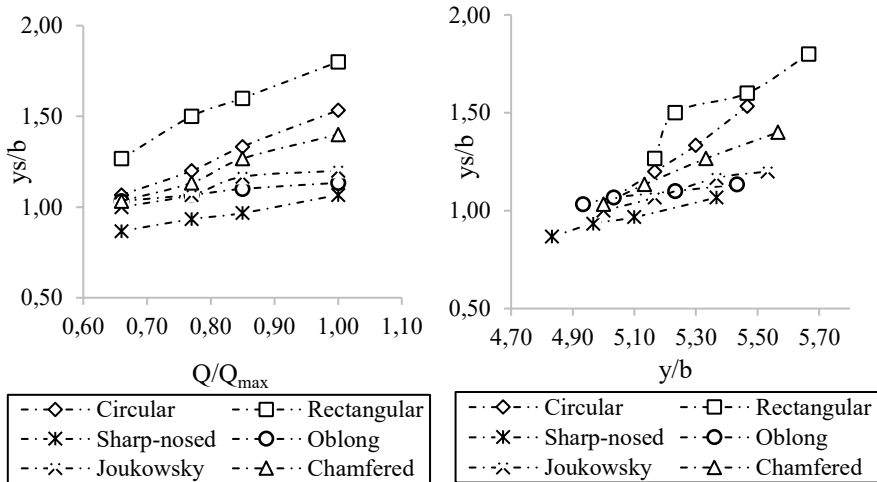 2,00
1,50
1,00
0,50
0,60 0,70 0,80 0,90 1,00 1,10
ys/b
Q/Qmax
Circular Rectangular
Sharp-nosed Oblong
Joukowsky Chamfered
2,00
1,50
1,00
0,50
4,70 4,90 5,10 5,30 5,50 5,70
ys/b
y/b
Circular Rectangular
Sharp-nosed Oblong
Joukowsky Chamfered